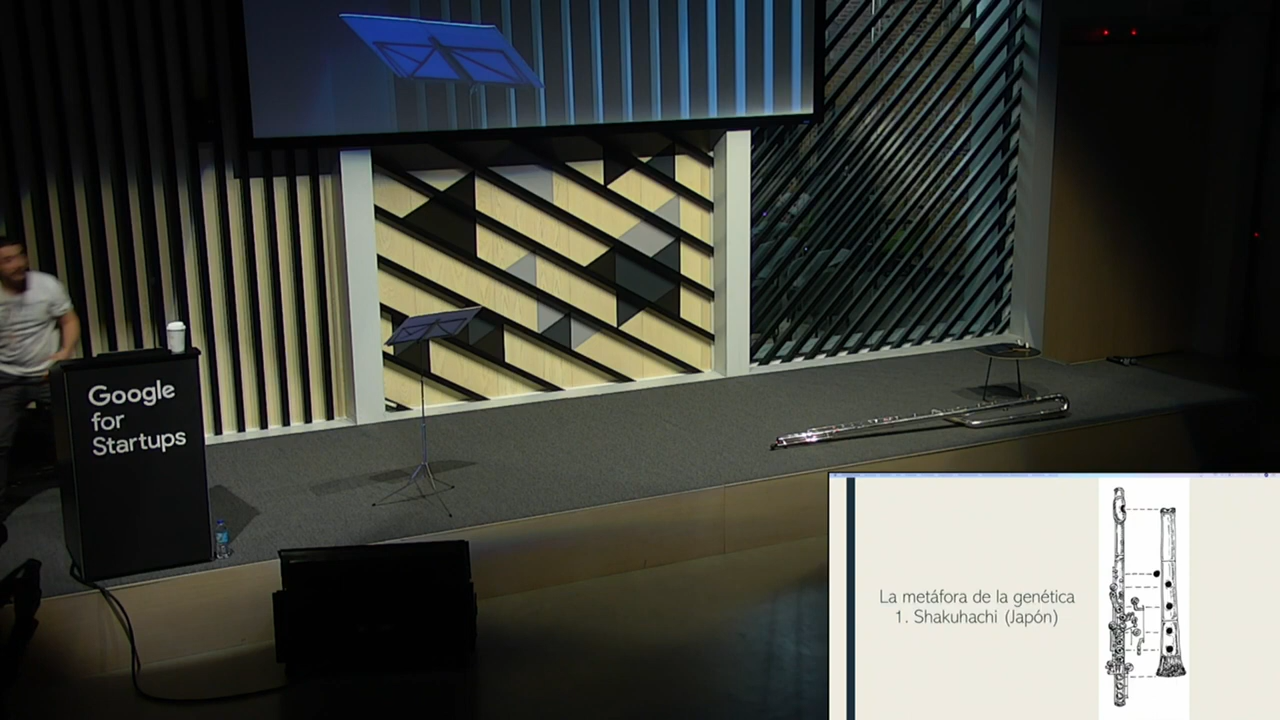 Google
for
Startups
La metáfora de la genética
1. Shakuhachi (Japón)